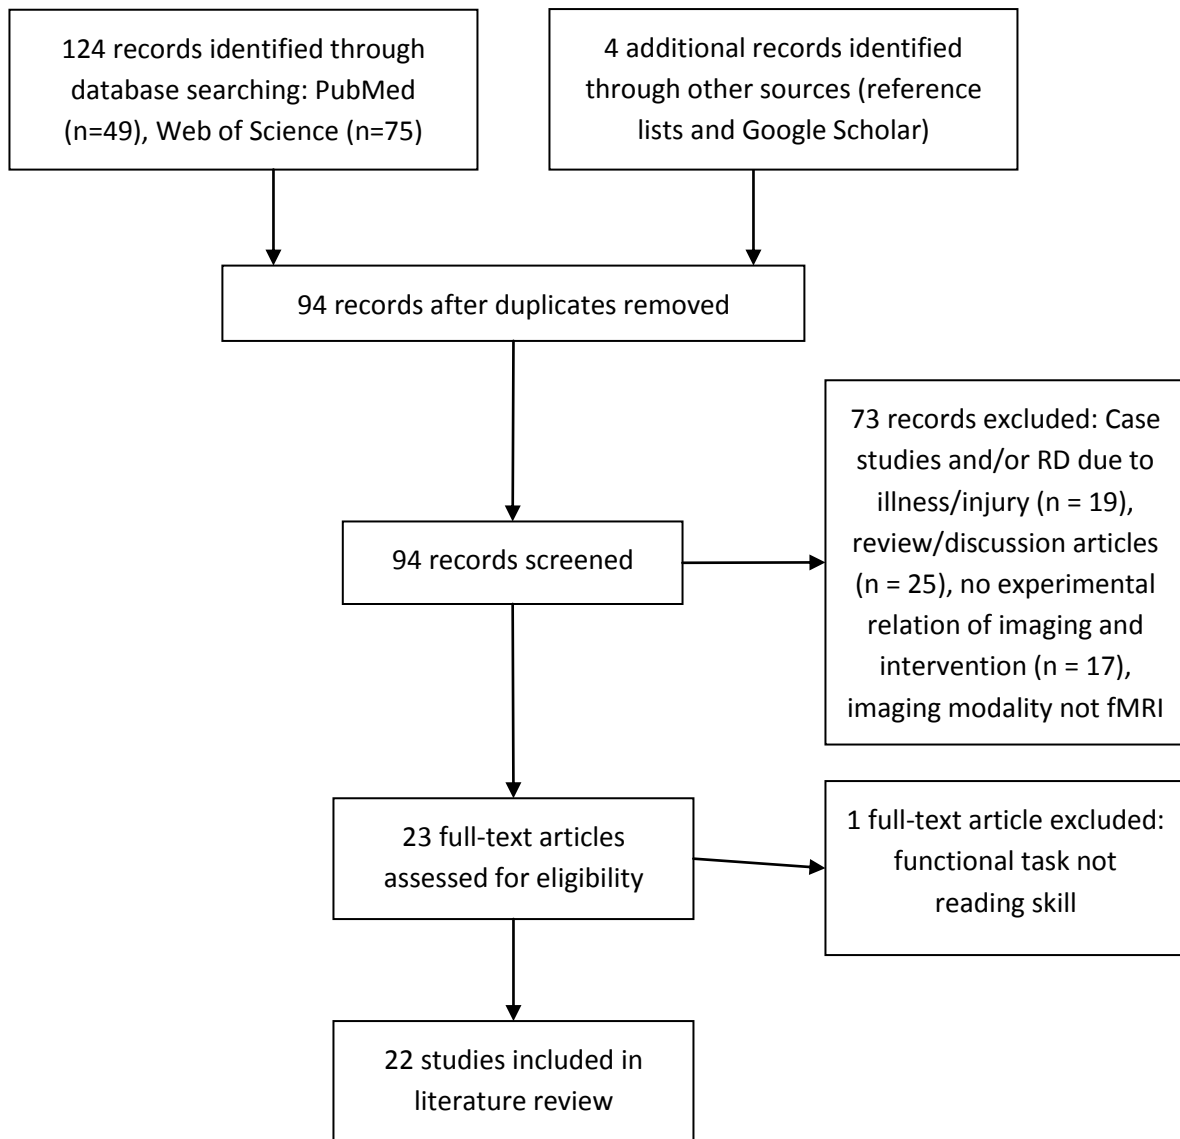 124 records identified through
database searching: PubMed
(n=49), Web of Science (n=75)
4 additional records identified
through other sources (reference
lists and Google Scholar)
94 records after duplicates removed
73 records excluded: Case
studies and/or RD due to
illness/injury (n = 19),
review/discussion articles
(n = 25), no experimental
relation of imaging and
intervention (n = 17),
imaging modality not fMRI
94 records screened
23 full-text articles
assessed for eligibility
1 full-text article excluded:
functional task not
reading skill
22 studies included in
literature review